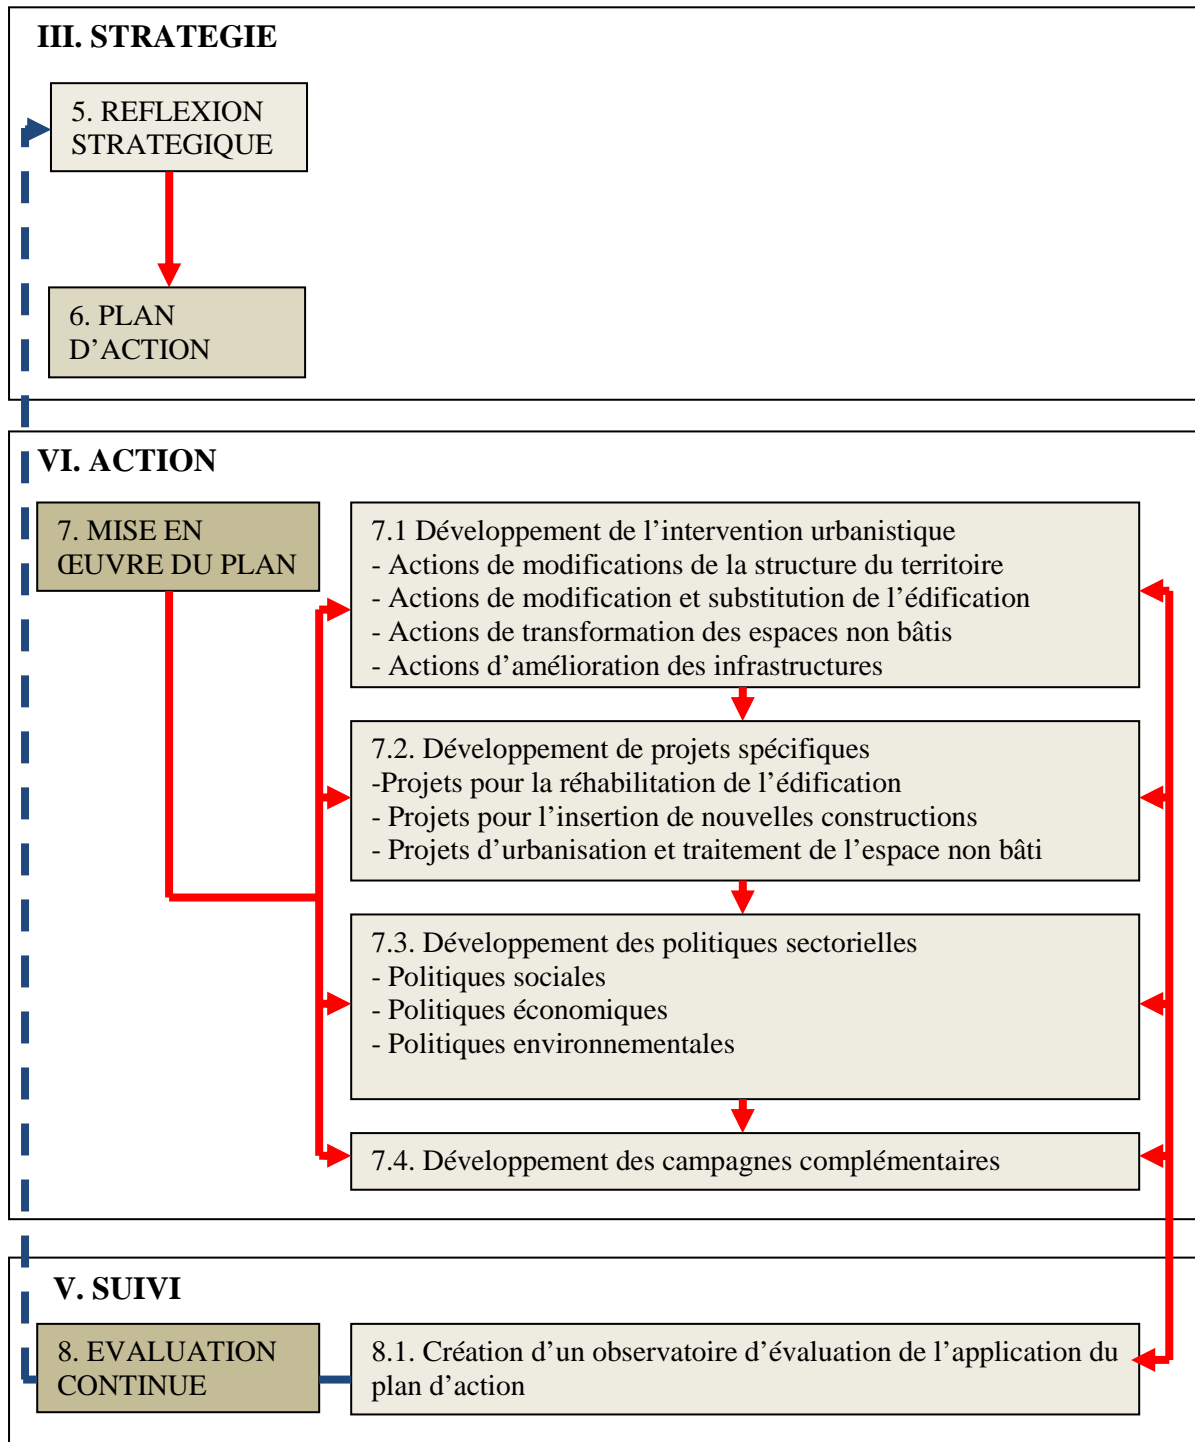 III. STRATEGIE
5. REFLEXION
STRATEGIQUE
6. PLAN
D’ACTION
VI. ACTION
7. MISE EN
ŒUVRE DU PLAN
7.1 Développement de l’intervention urbanistique
- Actions de modifications de la structure du territoire
- Actions de modification et substitution de l’édification
- Actions de transformation des espaces non bâtis
- Actions d’amélioration des infrastructures
7.2. Développement de projets spécifiques
-Projets pour la réhabilitation de l’édification
- Projets pour l’insertion de nouvelles constructions
- Projets d’urbanisation et traitement de l’espace non bâti
7.3. Développement des politiques sectorielles
- Politiques sociales
- Politiques économiques
- Politiques environnementales
7.4. Développement des campagnes complémentaires
V. SUIVI
8. EVALUATION
CONTINUE
8.1. Création d’un observatoire d’évaluation de l’application du
plan d’action